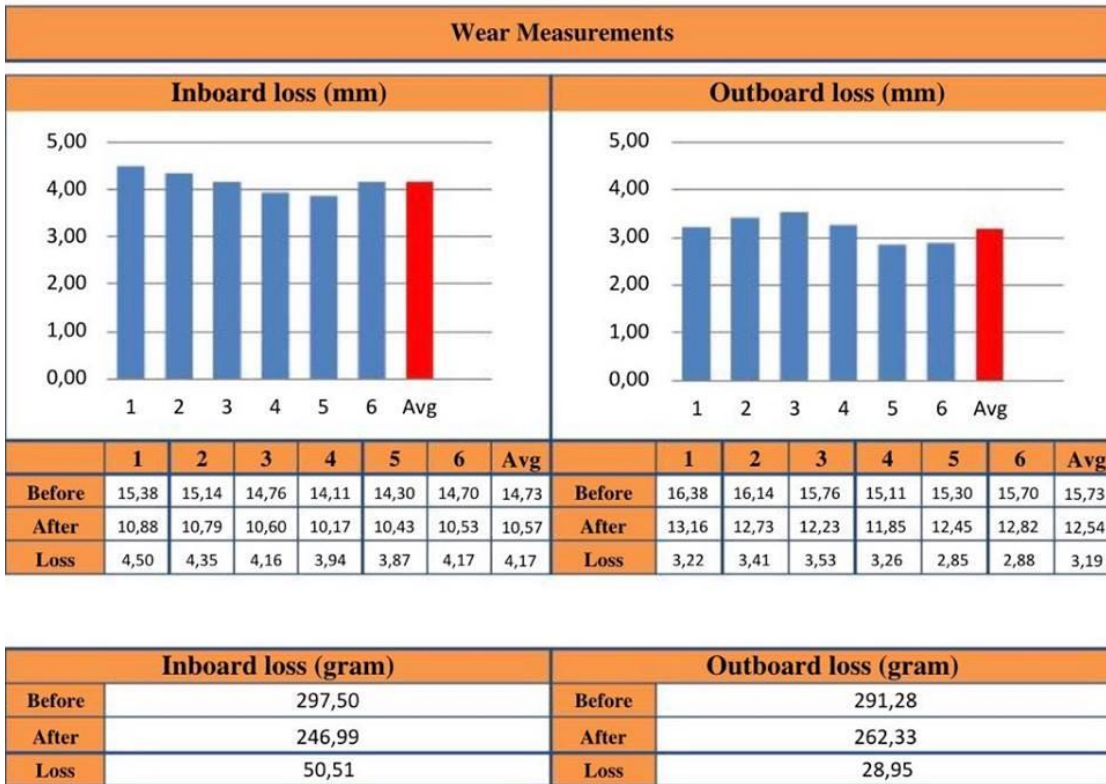 Wear Measurements
Inboard loss (mm)
5,00
4,00
3,00
2,00
1,00
0,00
1 2 3 4 5 6 Avg
Outboard loss (mm)
5,00
4,00
3,00
2,00
1,00
0,00
1 2 3 4 5 6 Avg
1 2 3 4 5 6 Avg
Before 15,38 15,14 14,76 14,11 14,30 14,70 14,73
After 10,88 10,79 10,60 10,17 10,43 10,53 10,57
Loss 4,50 4,35 4,16 3,94 3,87 4,17 4,17
1 2 3 4 5 6 Avg
Before 16,38 16,14 15,76 15,11 15,30 15,70 15,73
After 13,16 12,73 12,23 11,85 12,45 12,82 12,54
Loss 3,22 3,41 3,53 3,26 2,85 2,88 3,19
Inboard loss (gram)
Before 297,50
After 246,99
Loss 50,51
Outboard loss (gram)
Before 291,28
After 262,33
Loss 28,95